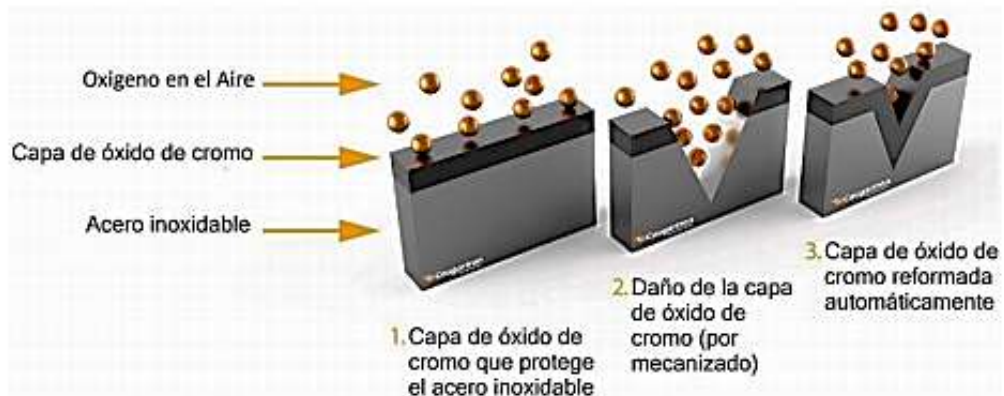 Oxigeno en el Aire
Capa de óxido de cromo
Acero inoxidable
1. Capa de óxido de
cromo que protege
el acero inoxidable
2. Daño de la capa
de óxido de
cromo (por
mecanizado)
3. Capa de óxido de
cromo reformada
automáticamente